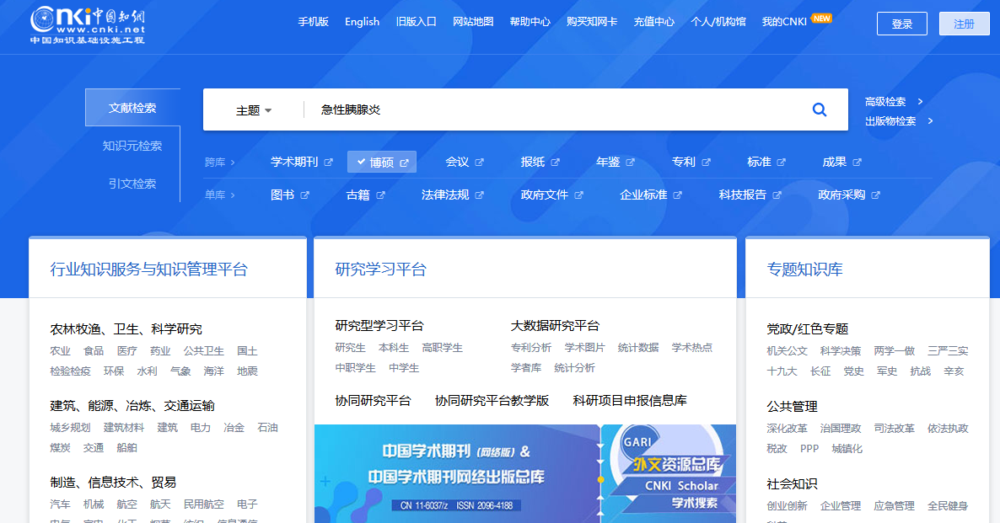 cnki中国知网
www.cnki.net
中国知识基础设施工程
手机版 English 旧版入口 网站地图 帮助中心 购买知网卡 充值中心 个人/机构馆 我的CNKI NEW 登录 注册
文献检索 主题 急性胰腺炎 高级检索 >
出版物检索 >
知识元检索
引文检索
跨库 > 学术期刊 博硕 会议 报纸 年鉴 专利 标准 成果
单库 > 图书 古籍 法律法规 政府文件 企业标准 科技报告 政府采购
行业知识服务与知识管理平台
农林牧渔、卫生、科学研究
农业 食品 医疗 药业 公共卫生 国土
检验检疫 环保 水利 气象 海洋 地震
建筑、能源、冶炼、交通运输
城乡规划 建筑材料 建筑 电力 冶金 石油
煤炭 交通 船舶
制造、信息技术、贸易
汽车 机械 航空 航天 民用航空 电子
研究学习平台
研究型学习平台
研究生 本科生 高职学生
中职学生 中学生
大数据研究平台
专利分析 学术图片 统计数据 学术热点
学者库 统计分析
协同研究平台 协同研究平台教学版 科研项目申报信息库
中国学术期刊 (网络版) &
中国学术期刊网络出版总库
CN 11-6037/z ISSN 2096-4188
GARI
外文资源总库
CNKI Scholar
学术搜索
专题知识库
党政/红色专题
机关公文 科学决策 两学一做 三严三实
十九大 长征 党史 军史 抗战 辛亥
公共管理
深化改革 治国理政 司法改革 依法执政
税改 PPP 城镇化
社会知识
创业创新 企业管理 应急管理 全民健身